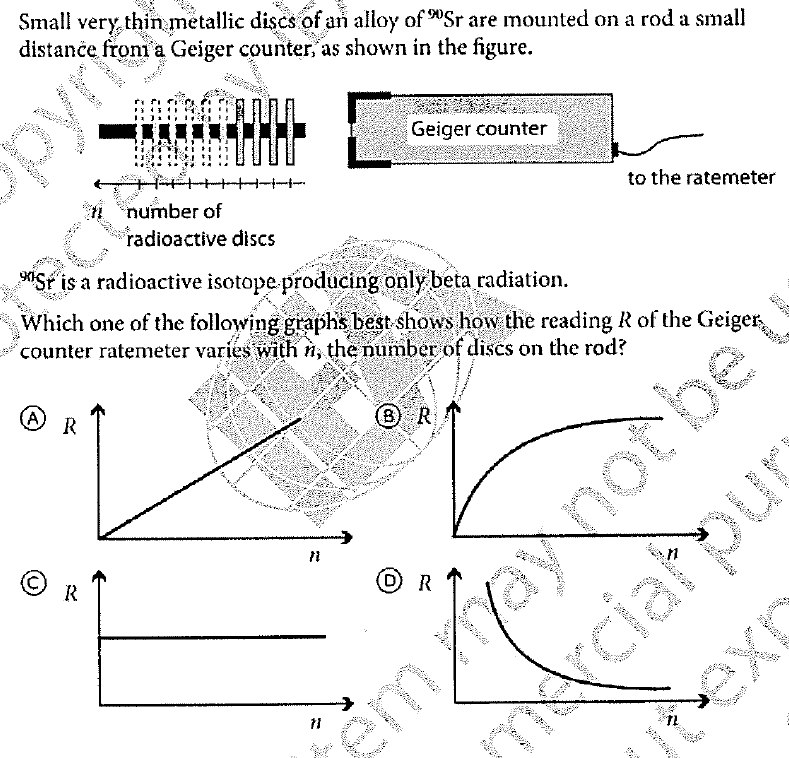 Small very thin metallic discs of an alloy of ⁹⁰Sr are mounted on a rod a small
distance from a Geiger counter, as shown in the figure.
Geiger counter
to the ratemeter
n number of
radioactive discs
⁹⁰Sr is a radioactive isotope producing only beta radiation.
Which one of the following graphs best shows how the reading R of the Geiger
counter ratemeter varies with n, the number of discs on the rod?
A R
n
B R
n
C R
n
D R
n